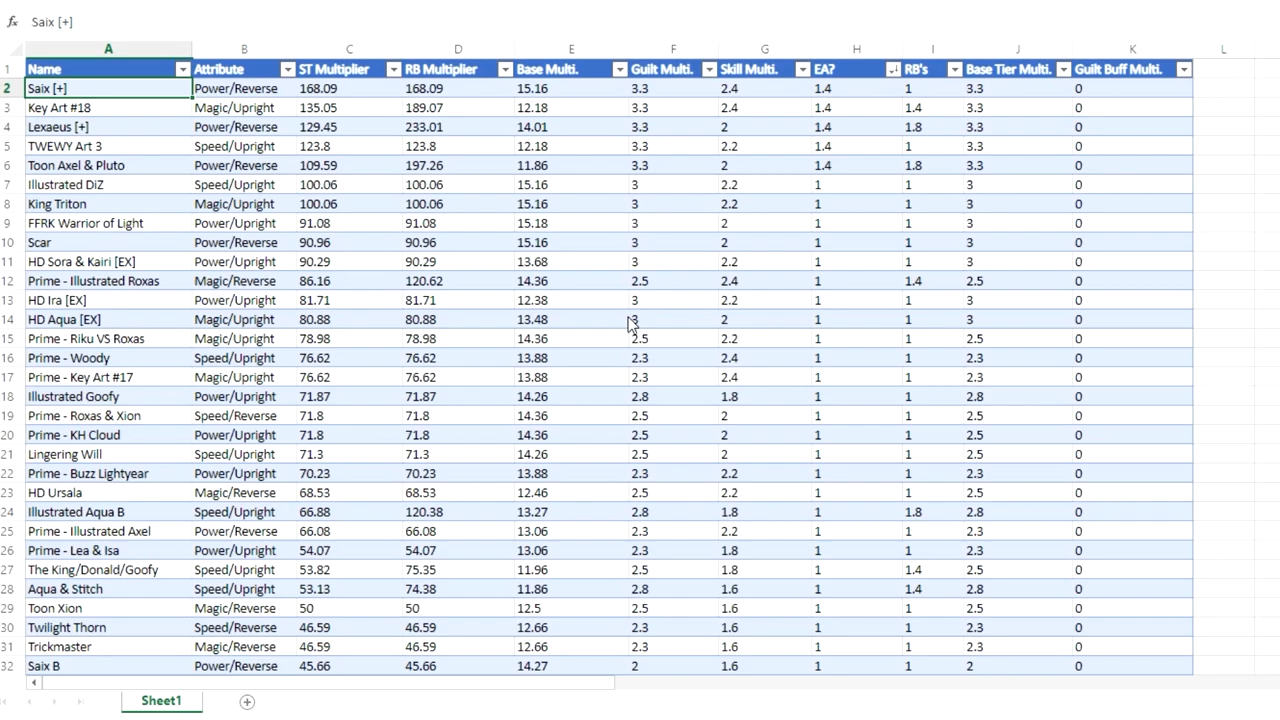 fx Saix [+]
A B C D E F G H I J K L
1 Name Attribute ST Multiplier RB Multiplier Base Multi. Guilt Multi. Skill Multi. EA? RB's Base Tier Multi. Guilt Buff Multi.
2 Saix [+] Power/Reverse 168.09 168.09 15.16 3.3 2.4 1.4 1 3.3 0
3 Key Art #18 Magic/Upright 135.05 189.07 12.18 3.3 2.4 1.4 1.4 3.3 0
4 Lexaeus [+] Power/Reverse 129.45 233.01 14.01 3.3 2 1.4 1.8 3.3 0
5 TWEWY Art 3 Speed/Upright 123.8 123.8 12.18 3.3 2.2 1.4 1 3.3 0
6 Toon Axel & Pluto Power/Reverse 109.59 197.26 11.86 3.3 2 1.4 1.8 3.3 0
7 Illustrated DiZ Speed/Upright 100.06 100.06 15.16 3 2.2 1 1 3 0
8 King Triton Magic/Upright 100.06 100.06 15.16 3 2.2 1 1 3 0
9 FFRK Warrior of Light Power/Upright 91.08 91.08 15.18 3 2 1 1 3 0
10 Scar Power/Reverse 90.96 90.96 15.16 3 2 1 1 3 0
11 HD Sora & Kairi [EX] Power/Upright 90.29 90.29 13.68 3 2.2 1 1 3 0
12 Prime - Illustrated Roxas Magic/Reverse 86.16 120.62 14.36 2.5 2.4 1 1.4 2.5 0
13 HD Ira [EX] Power/Upright 81.71 81.71 12.38 3 2.2 1 1 3 0
14 HD Aqua [EX] Magic/Upright 80.88 80.88 13.48 3 2 1 1 3 0
15 Prime - Riku VS Roxas Magic/Upright 78.98 78.98 14.36 2.5 2.2 1 1 2.5 0
16 Prime - Woody Speed/Upright 76.62 76.62 13.88 2.3 2.4 1 1 2.3 0
17 Prime - Key Art #17 Magic/Upright 76.62 76.62 13.88 2.3 2.4 1 1 2.3 0
18 Illustrated Goofy Power/Upright 71.87 71.87 14.26 2.8 1.8 1 1 2.8 0
19 Prime - Roxas & Xion Speed/Reverse 71.8 71.8 14.36 2.5 2 1 1 2.5 0
20 Prime - KH Cloud Power/Upright 71.8 71.8 14.36 2.5 2 1 1 2.5 0
21 Lingering Will Speed/Upright 71.3 71.3 14.26 2.5 2 1 1 2.5 0
22 Prime - Buzz Lightyear Power/Upright 70.23 70.23 13.88 2.3 2.2 1 1 2.3 0
23 HD Ursala Magic/Reverse 68.53 68.53 12.46 2.5 2.2 1 1 2.5 0
24 Illustrated Aqua B Speed/Upright 66.88 120.38 13.27 2.8 1.8 1 1.8 2.8 0
25 Prime - Illustrated Axel Magic/Reverse 66.08 66.08 13.06 2.3 2.2 1 1 2.3 0
26 Prime - Lea & Isa Power/Upright 54.07 54.07 13.06 2.3 1.8 1 1 2.3 0
27 The King/Donald/Goofy Speed/Upright 53.82 75.35 11.96 2.5 1.8 1 1.4 2.5 0
28 Aqua & Stitch Speed/Upright 53.13 74.38 11.86 2.8 1.6 1 1.4 2.8 0
29 Toon Xion Magic/Reverse 50 50 12.5 2.5 1.6 1 1 2.5 0
30 Twilight Thorn Speed/Reverse 46.59 46.59 12.66 2.3 1.6 1 1 2.3 0
31 Trickmaster Magic/Reverse 46.59 46.59 12.66 2.3 1.6 1 1 2.3 0
32 Saix B Power/Reverse 45.66 45.66 14.27 2 1.6 1 1 2 0
Sheet1